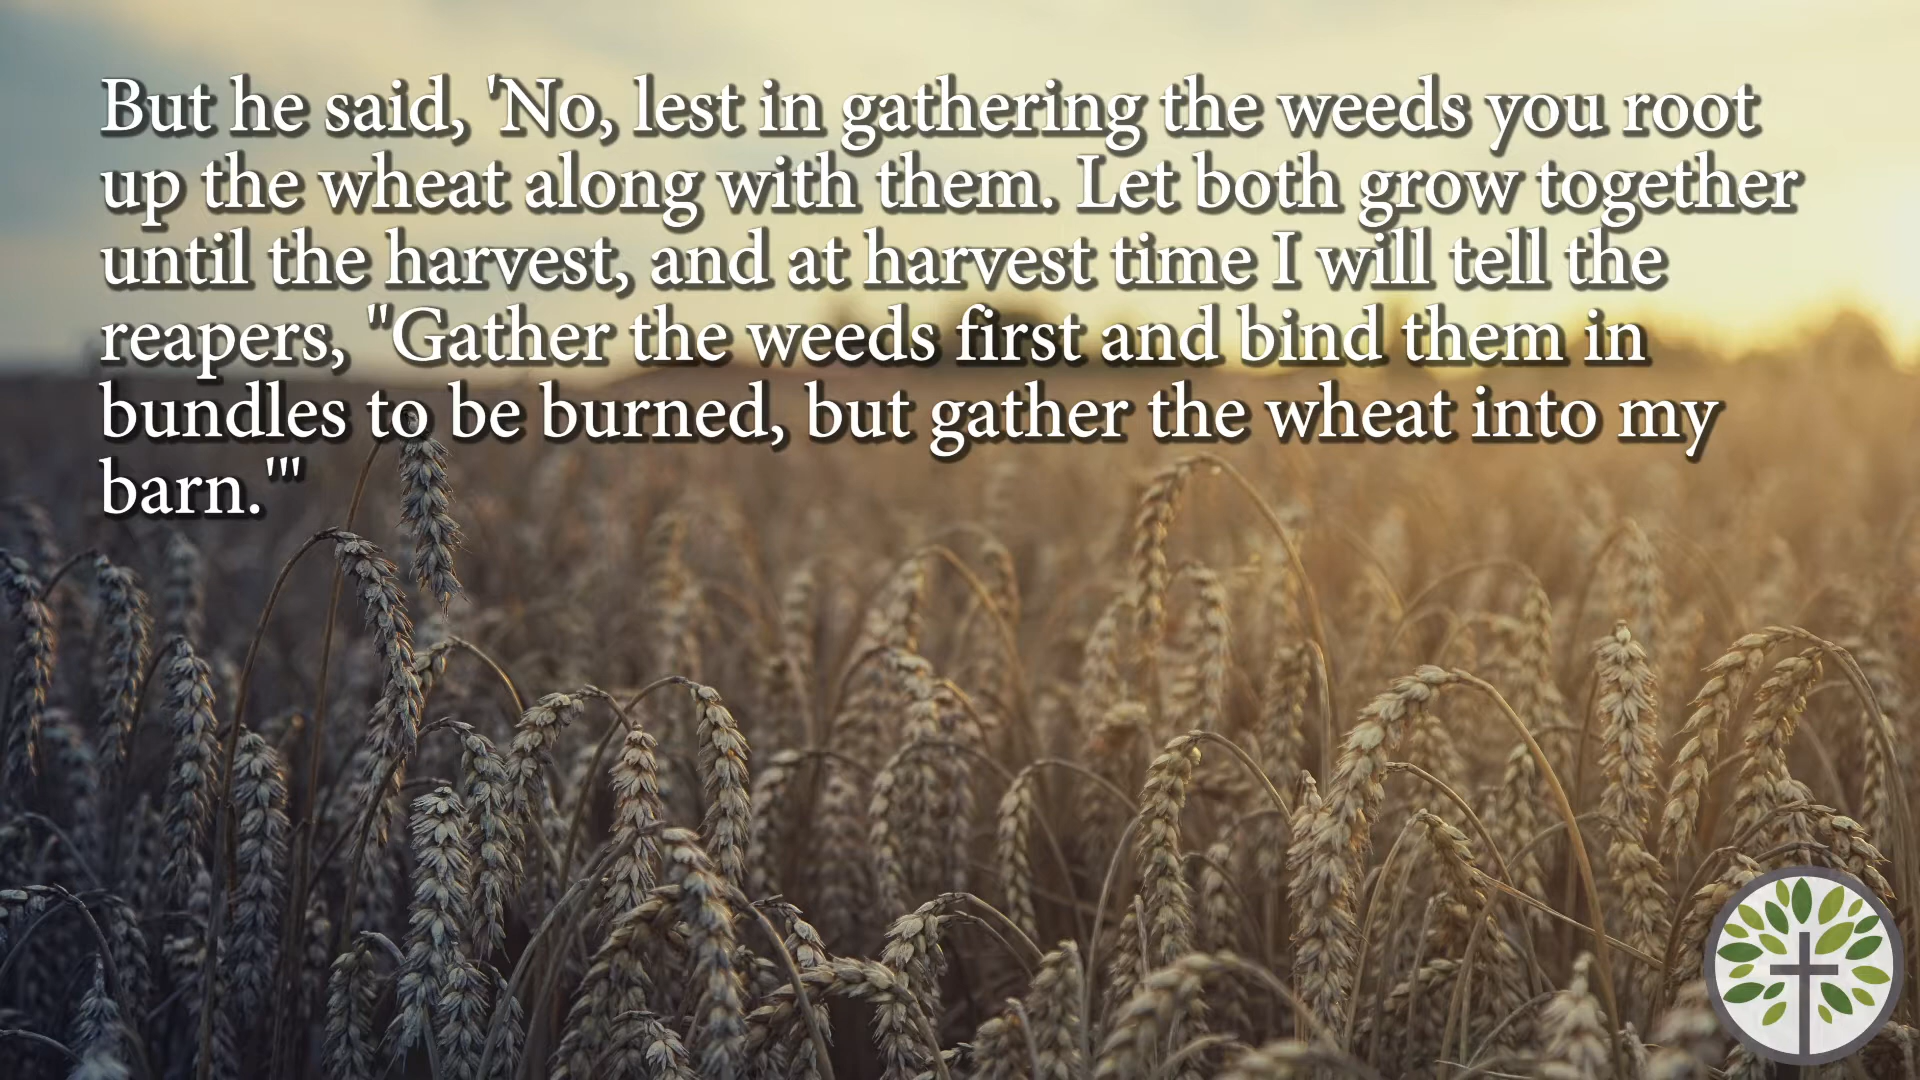 But he said, 'No, lest in gathering the weeds you root
up the wheat along with them. Let both grow together
until the harvest, and at harvest time I will tell the
reapers, "Gather the weeds first and bind them in
bundles to be burned, but gather the wheat into my
barn."'"